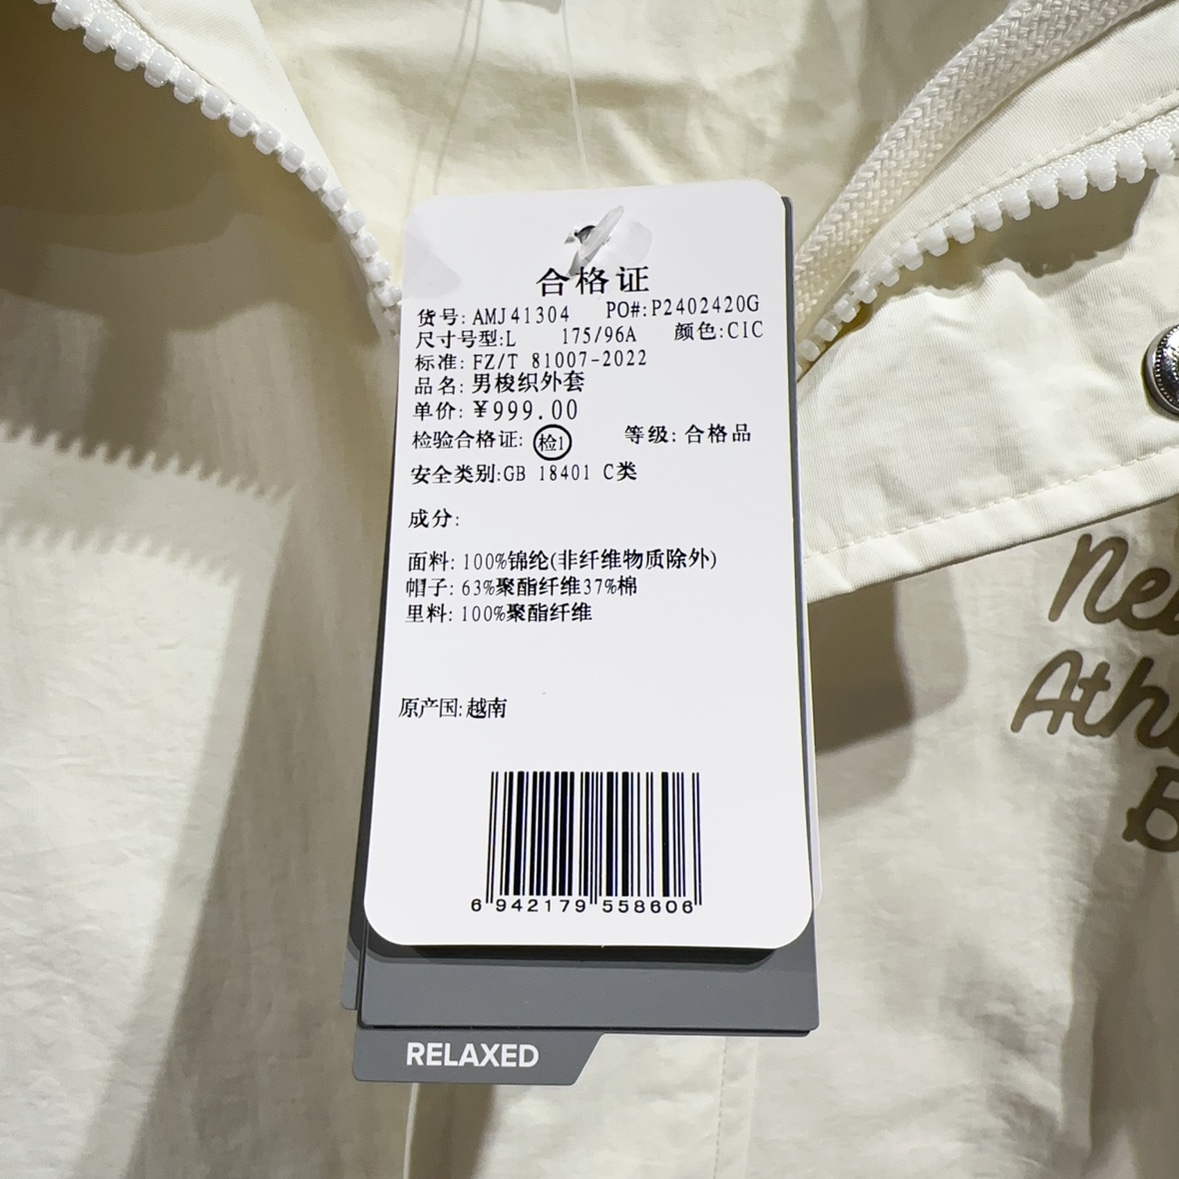 合格证
货号: AMJ41304 PO#:P2402420G
尺寸号型:L 175/96A 颜色:CIC
标准: FZ/T 81007-2022
品名: 男梭织外套
单价: ¥999.00
检验合格证: 检1 等级: 合格品
安全类别:GB 18401 C类
成分:
面料: 100%锦纶(非纤维物质除外)
帽子: 63%聚酯纤维37%棉
里料: 100%聚酯纤维
原产国:越南
6 942179 558606
RELAXED